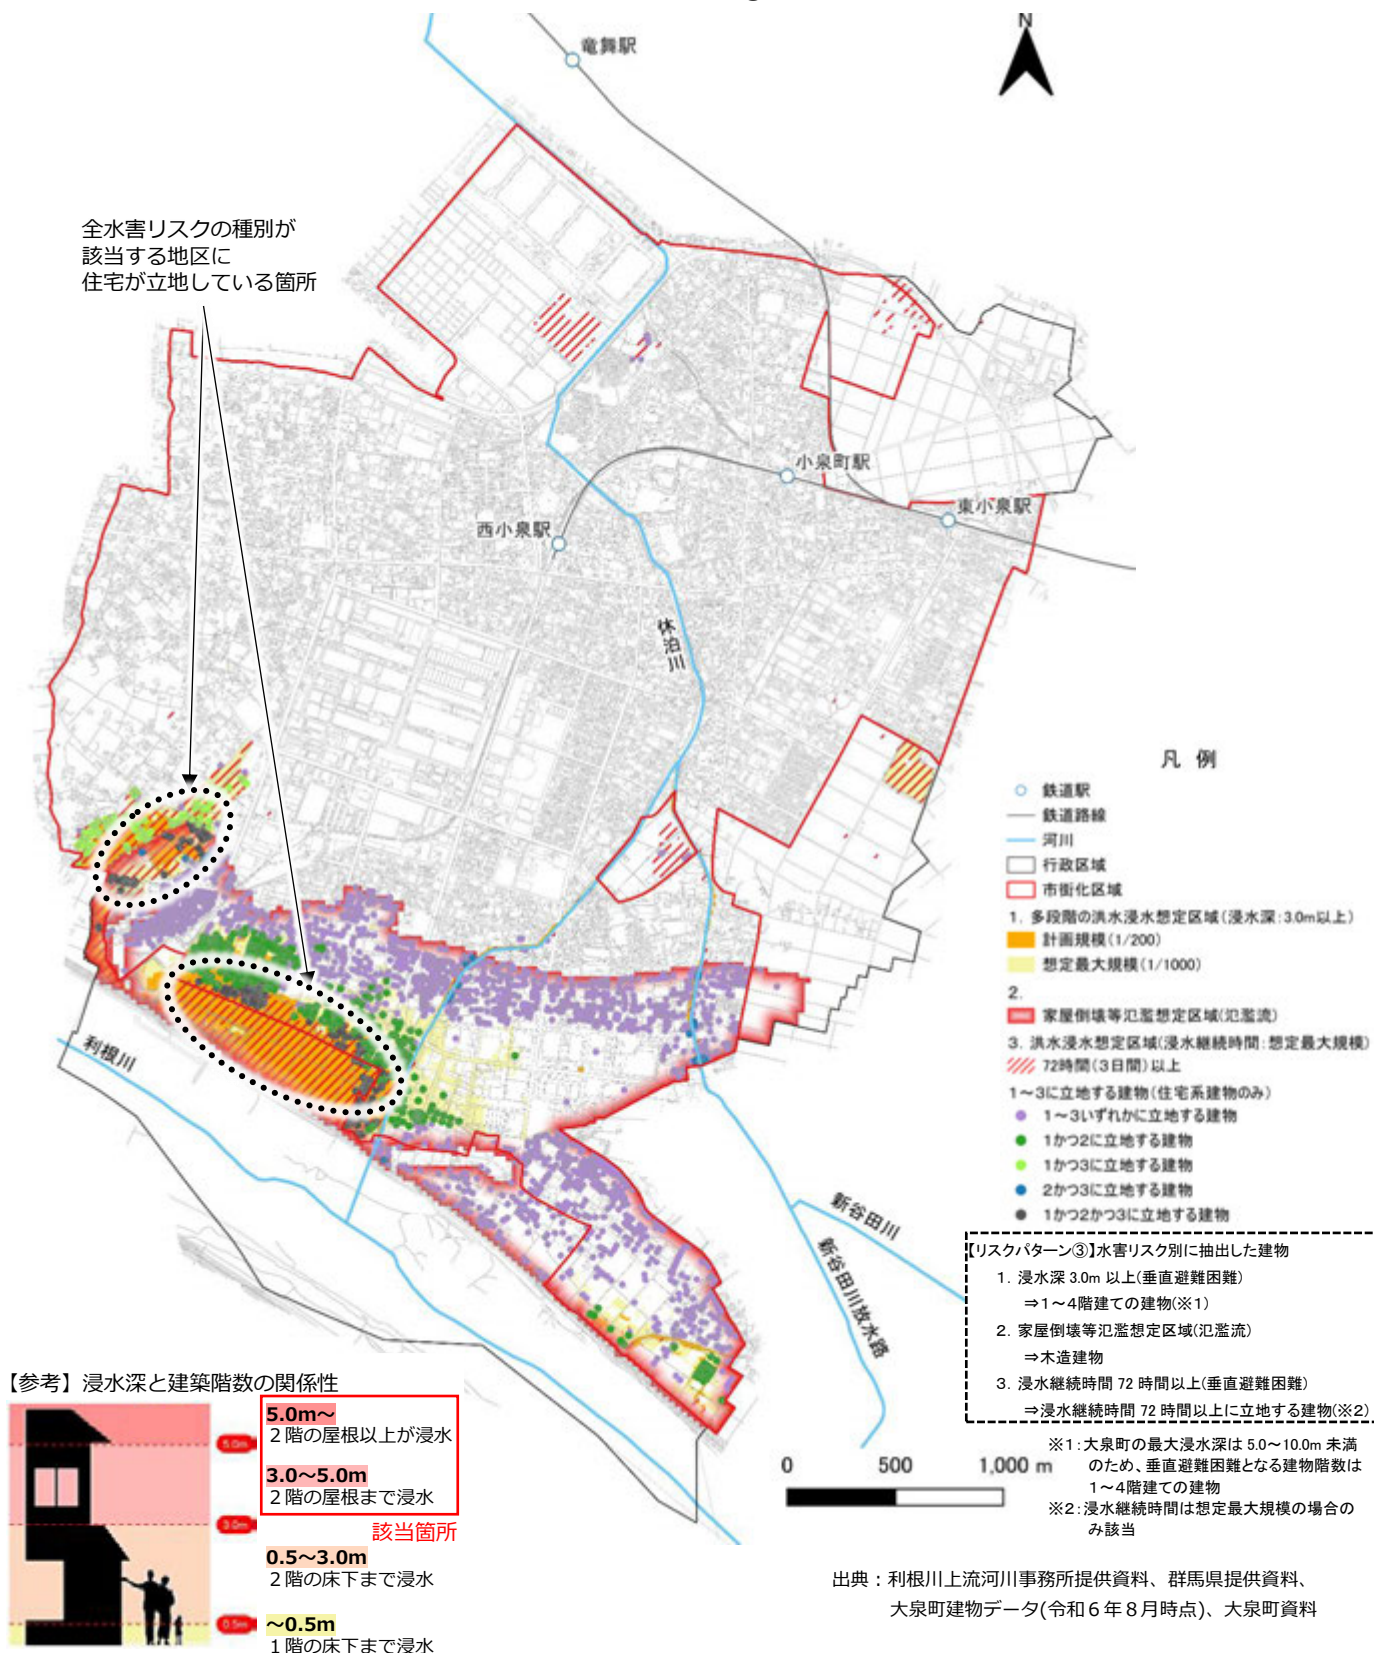 竜舞駅
N
全水害リスクの種別が
該当する地区に
住宅が立地している箇所
小泉町駅
東小泉駅
西小泉駅
休泊川
利根川
新谷田川
新谷田川放水路
凡 例
鉄道駅
鉄道路線
河川
行政区域
市街化区域
1. 多段階の洪水浸水想定区域(浸水深:3.0m以上)
計画規模(1/200)
想定最大規模(1/1000)
2.
家屋倒壊等氾濫想定区域(氾濫流)
3. 洪水浸水想定区域(浸水継続時間:想定最大規模)
72時間(3日間)以上
1～3に立地する建物(住宅系建物のみ)
1～3いずれかに立地する建物
1かつ2に立地する建物
1かつ3に立地する建物
2かつ3に立地する建物
1かつ2かつ3に立地する建物
【リスクパターン③】水害リスク別に抽出した建物
1. 浸水深 3.0m 以上(垂直避難困難)
⇒1～4階建ての建物(※1)
2. 家屋倒壊等氾濫想定区域(氾濫流)
⇒木造建物
3. 浸水継続時間 72 時間以上(垂直避難困難)
⇒浸水継続時間 72 時間以上に立地する建物(※2)
※1:大泉町の最大浸水深は 5.0～10.0m 未満
のため、垂直避難困難となる建物階数は
1～4階建ての建物
※2:浸水継続時間は想定最大規模の場合の
み該当
0 500 1,000 m
【参考】浸水深と建築階数の関係性
5.0m～
２階の屋根以上が浸水
5.0m
3.0～5.0m
２階の屋根まで浸水
3.0m
該当箇所
0.5～3.0m
２階の床下まで浸水
0.5m
～0.5m
１階の床下まで浸水
出典：利根川上流河川事務所提供資料、群馬県提供資料、
大泉町建物データ(令和６年８月時点)、大泉町資料